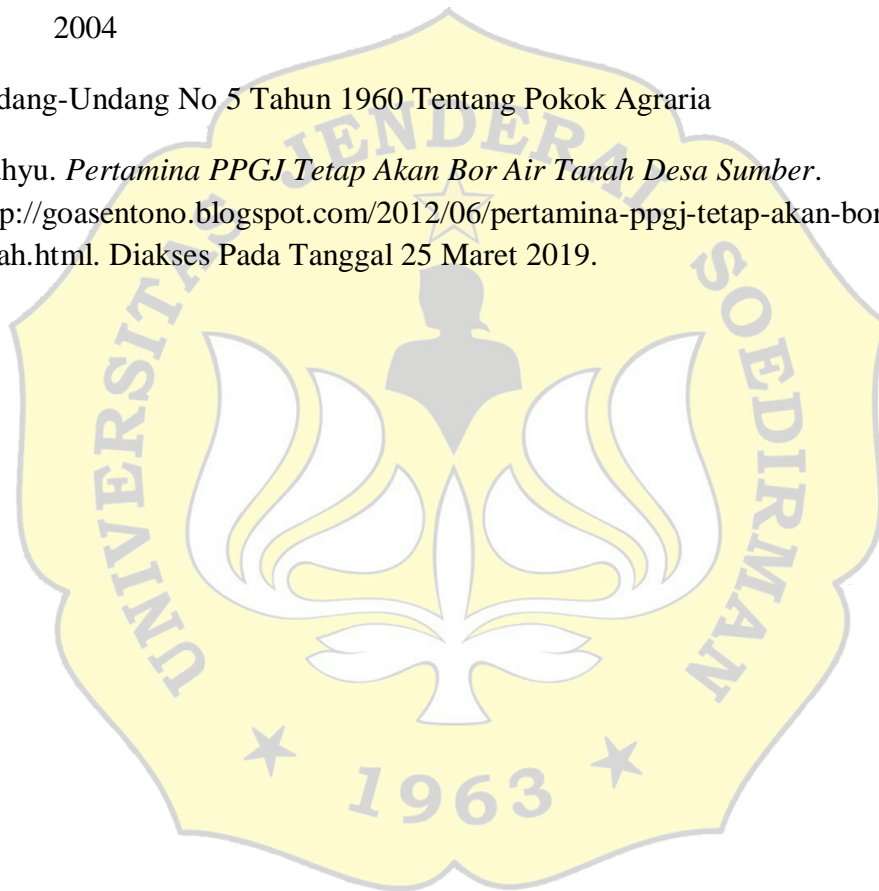 2004
dang-Undang No 5 Tahun 1960 Tentang Pokok Agraria
hyu. Pertamina PPGJ Tetap Akan Bor Air Tanah Desa Sumber.
p://goasentono.blogspot.com/2012/06/pertamina-ppgj-tetap-akan-bor
ah.html. Diakses Pada Tanggal 25 Maret 2019.
UNIVERSITAS JENDERAL SOEDIRMAN
1963